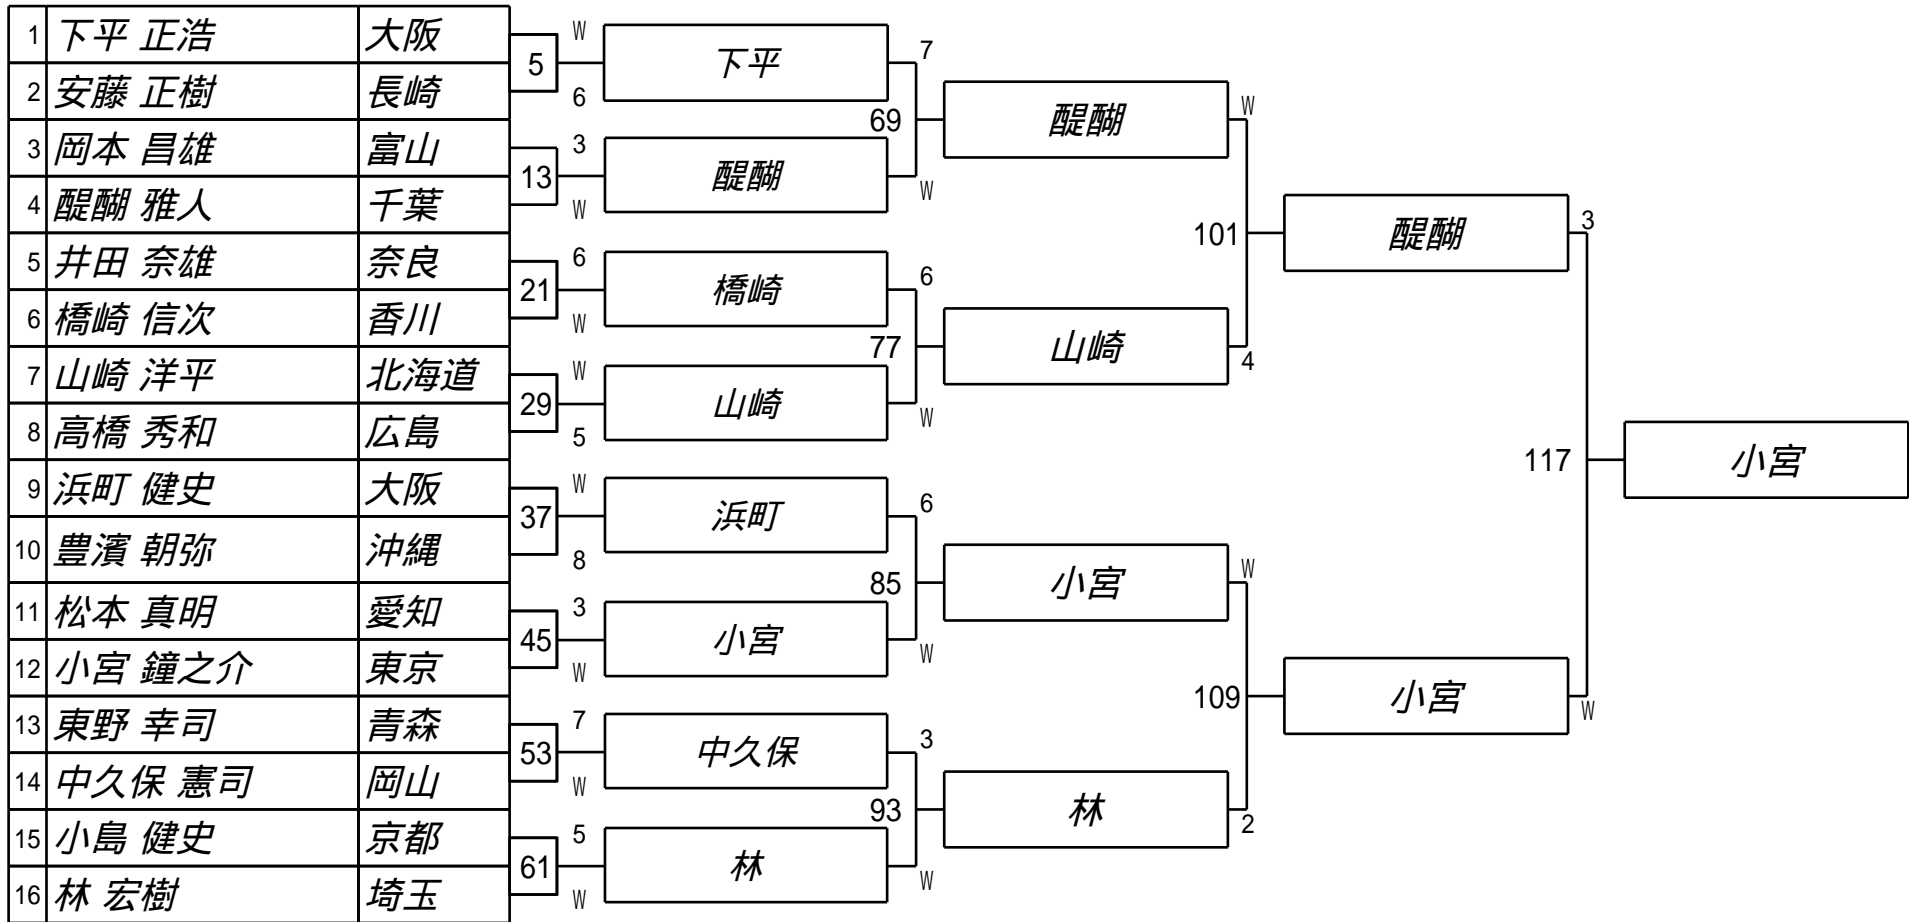 1 下平 正浩 大阪
2 安藤 正樹 長崎
3 岡本 昌雄 富山
4 醍醐 雅人 千葉
5 井田 奈雄 奈良
6 橋崎 信次 香川
7 山崎 洋平 北海道
8 高橋 秀和 広島
9 浜町 健史 大阪
10 豊濱 朝弥 沖縄
11 松本 真明 愛知
12 小宮 鐘之介 東京
13 東野 幸司 青森
14 中久保 憲司 岡山
15 小島 健史 京都
16 林 宏樹 埼玉
W
5
6
3
13
W
6
21
W
W
29
5
W
37
8
3
45
W
7
53
W
5
61
W
下平 7
69
醍醐 W
橋崎 6
77
山崎 W
浜町 6
85
小宮 W
中久保 3
93
林 W
醍醐 W
101
山崎 4
小宮 W
109
林 2
醍醐 3
117
小宮 W
小宮